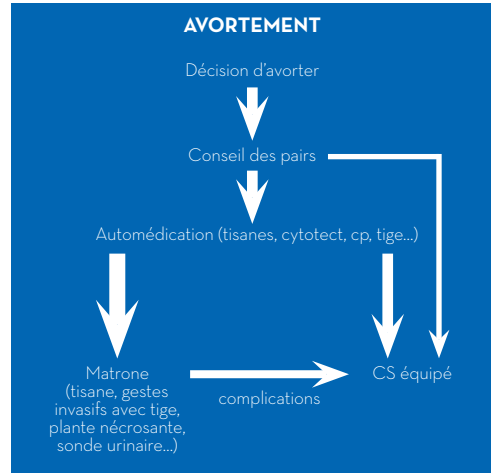 AVORTEMENT
Décision d’avorter
Conseil des pairs
Automédication (tisanes, cytotect, cp, tige...)
Matrone
(tisane, gestes
invasifs avec tige,
plante nécrosante,
sonde urinaire...)
complications
CS équipé